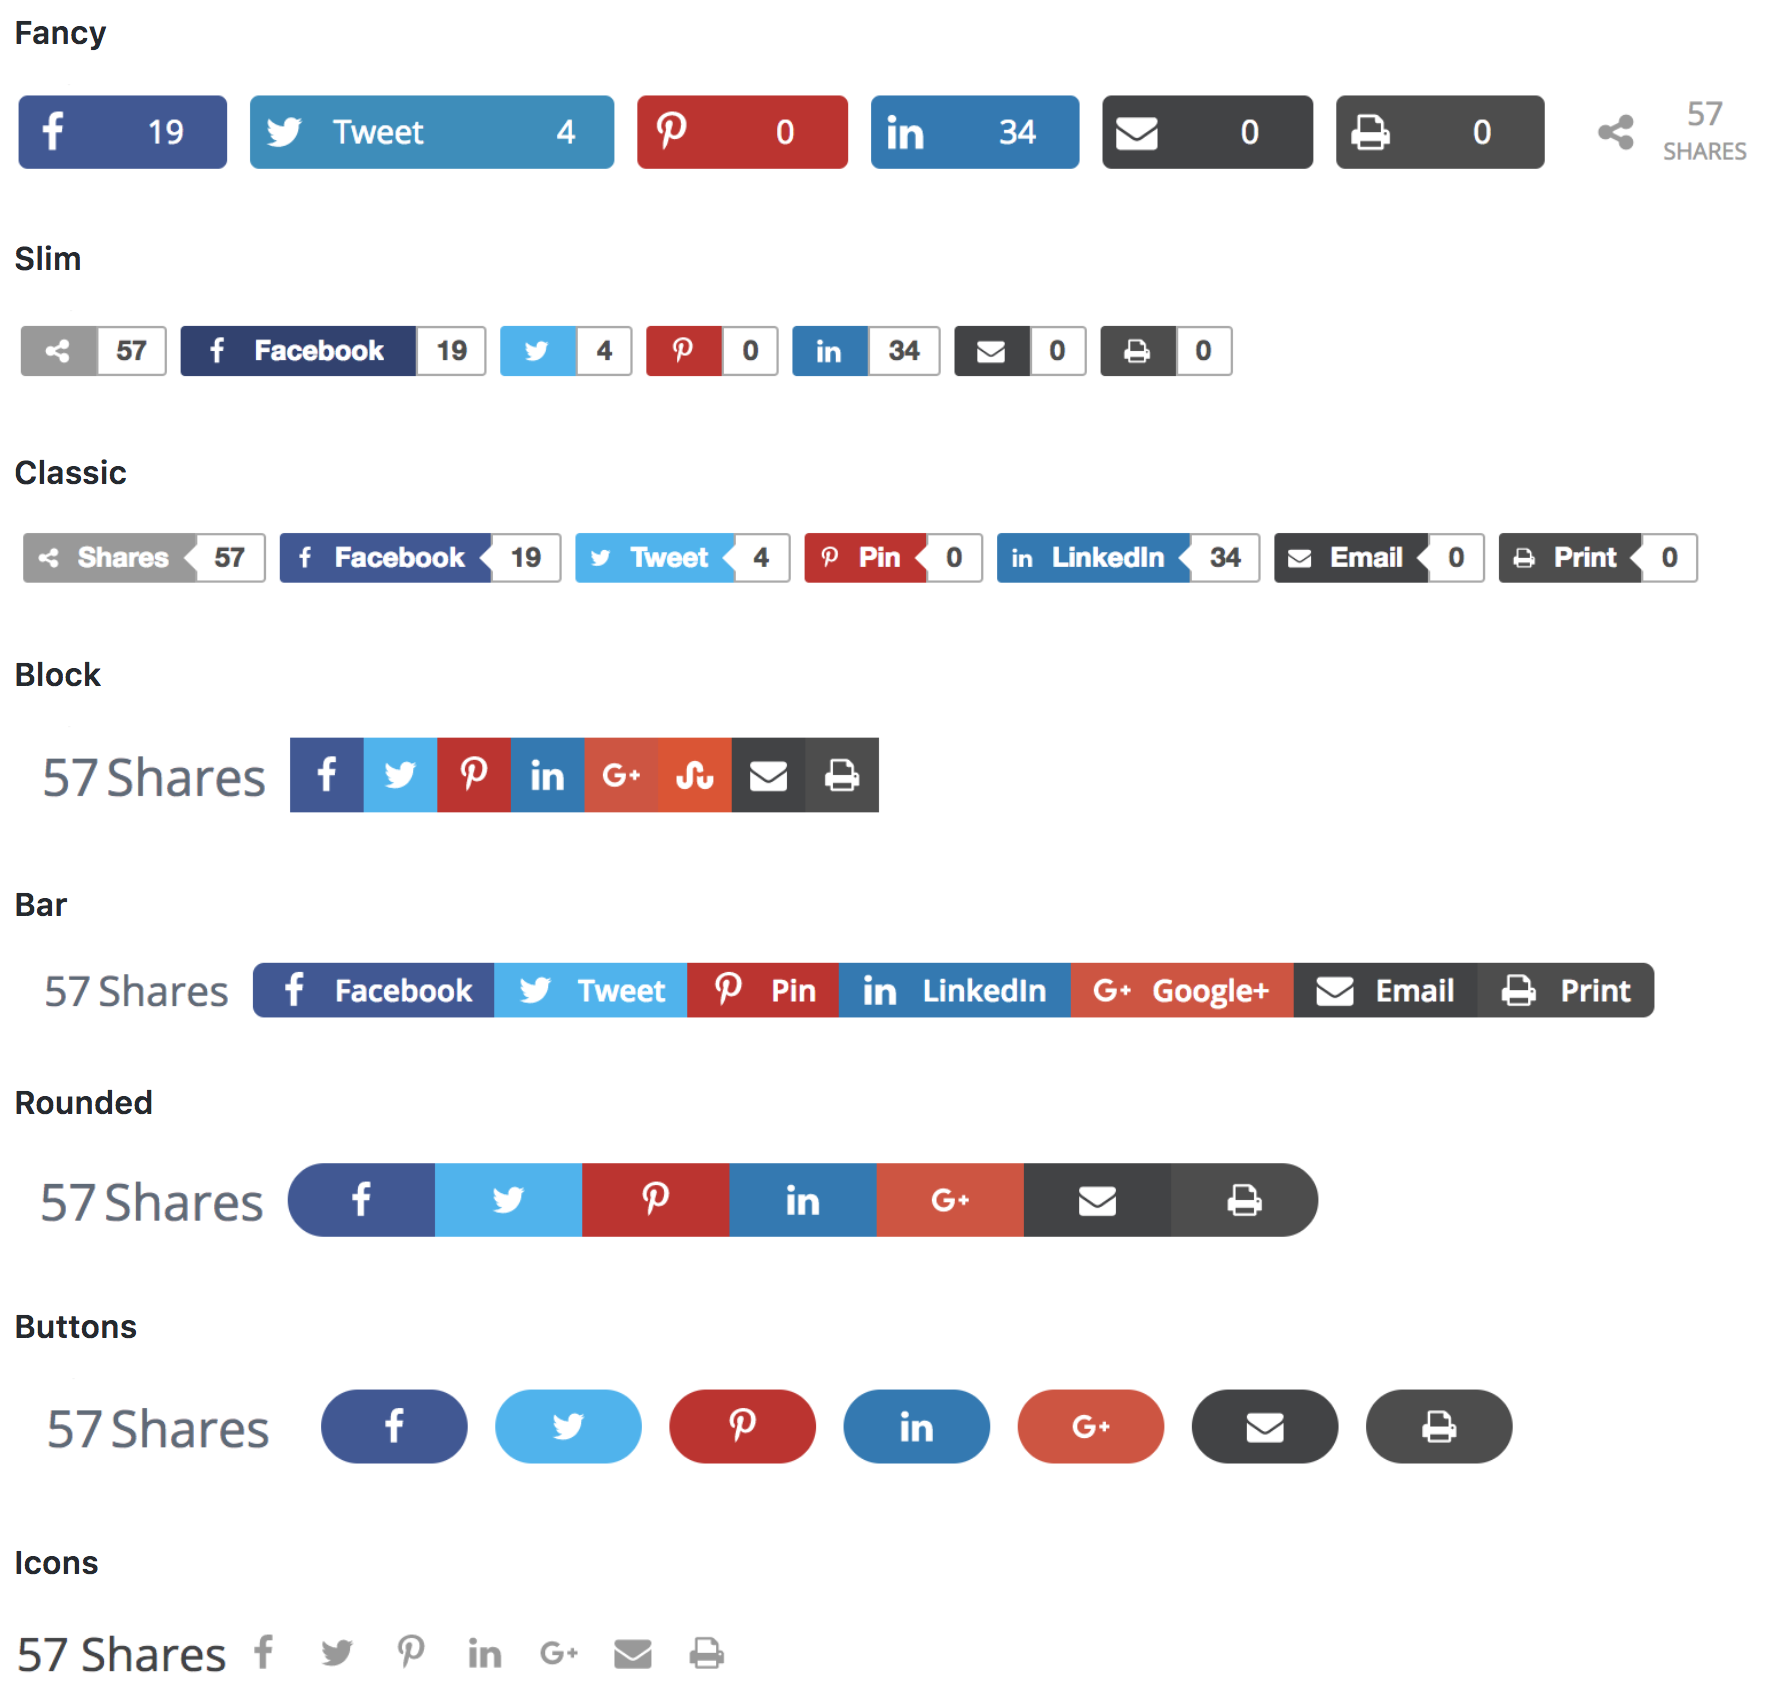 Fancy
19 Tweet 4 0 in 34 0 0 57
SHARES
Slim
57 Facebook 19 4 0 in 34 0 0
Classic
Shares 57 Facebook 19 Tweet 4 Pin 0 in LinkedIn 34 Email 0 Print 0
Block
57 Shares f in G+
Bar
57 Shares f Facebook Tweet Pin in LinkedIn G+ Google+ Email Print
Rounded
57 Shares f in G+
Buttons
57 Shares f in G+
Icons
57 Shares f in G+